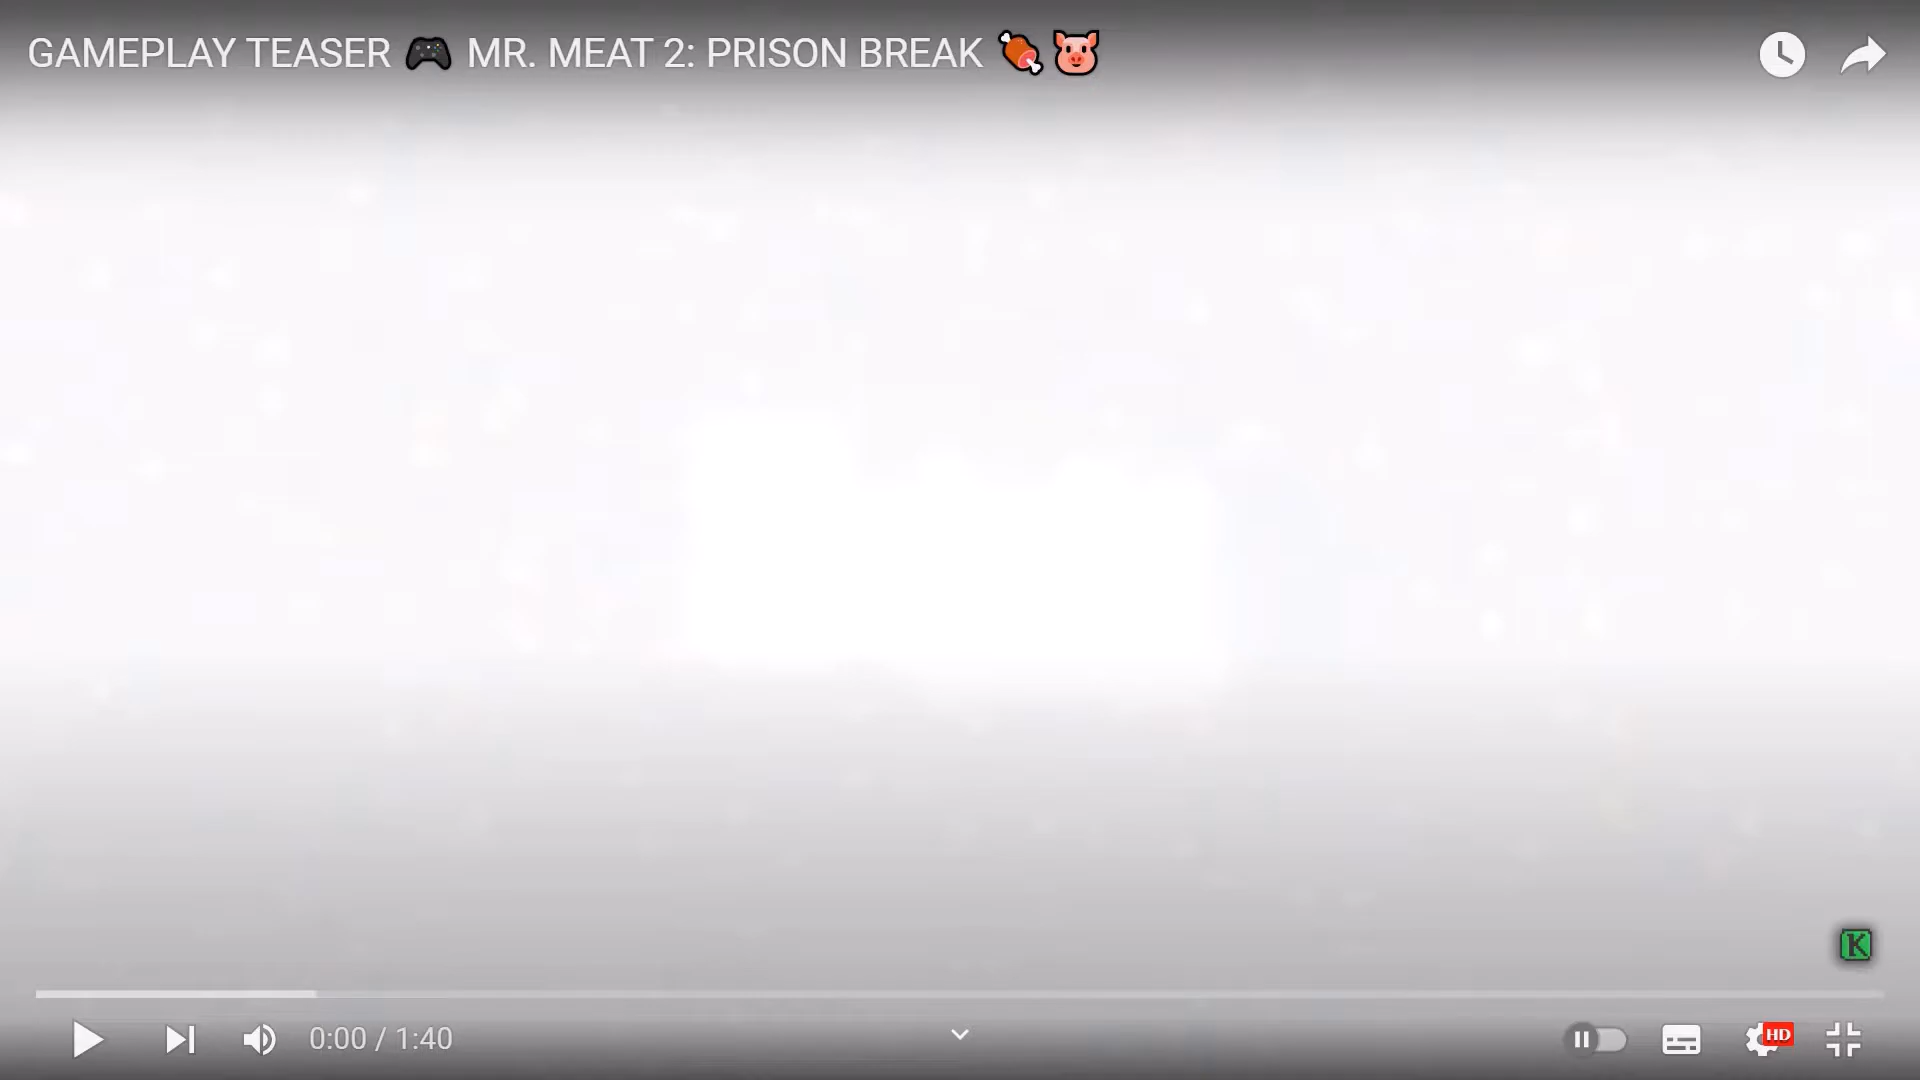 GAMEPLAY TEASER 🎮 MR. MEAT 2: PRISON BREAK 🍖🐷
K
0:00 / 1:40
HD